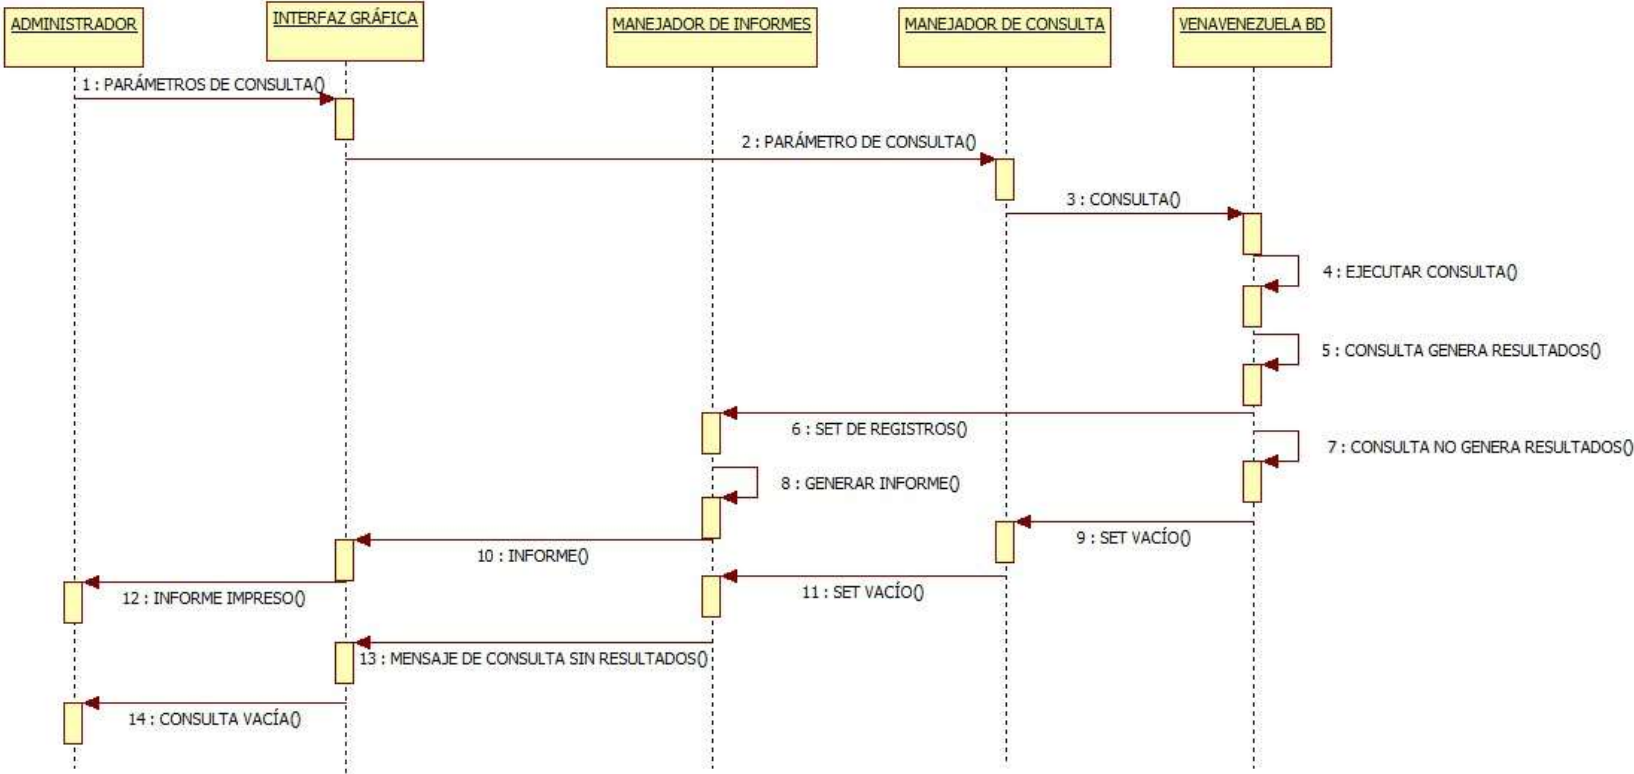 ADMINISTRADOR
INTERFAZ GRÁFICA
MANEJADOR DE INFORMES
MANEJADOR DE CONSULTA
VENAVENEZUELA BD
1 : PARÁMETROS DE CONSULTA()
2 : PARÁMETRO DE CONSULTA()
3 : CONSULTA()
4 : EJECUTAR CONSULTA()
5 : CONSULTA GENERA RESULTADOS()
6 : SET DE REGISTROS()
7 : CONSULTA NO GENERA RESULTADOS()
8 : GENERAR INFORME()
9 : SET VACÍO()
10 : INFORME()
11 : SET VACÍO()
12 : INFORME IMPRESO()
13 : MENSAJE DE CONSULTA SIN RESULTADOS()
14 : CONSULTA VACÍA()